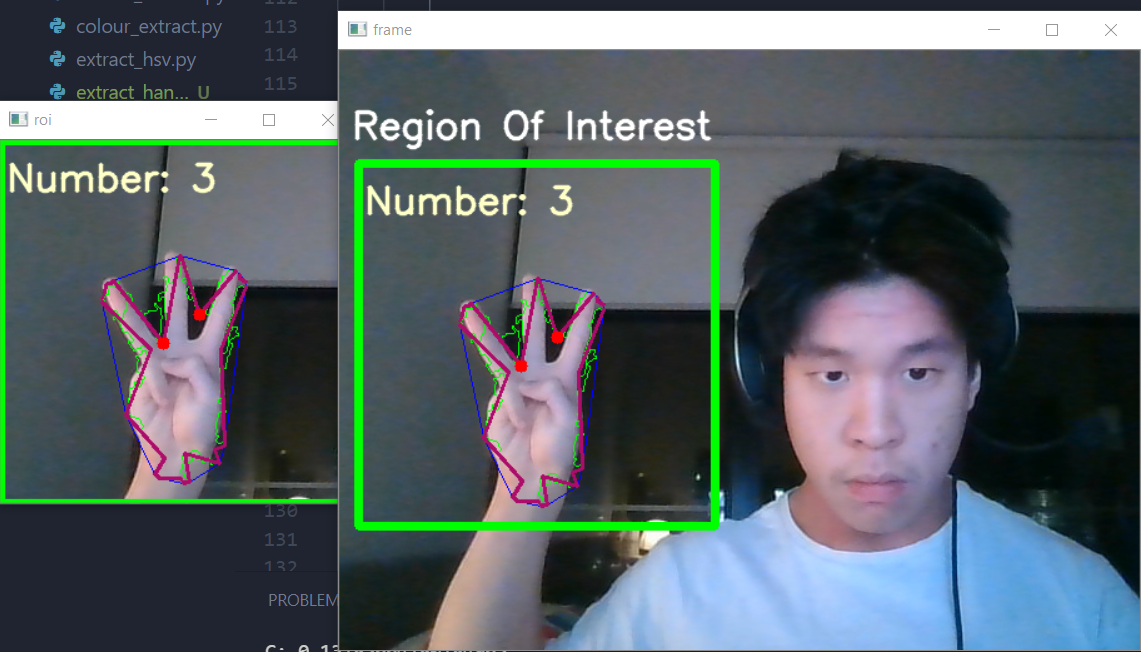 colour_extract.py
extract_hsv.py
extract_han... U
112
113
114
115
roi
Number: 3
130
131
132
PROBLEM
frame
Region Of Interest
Number: 3